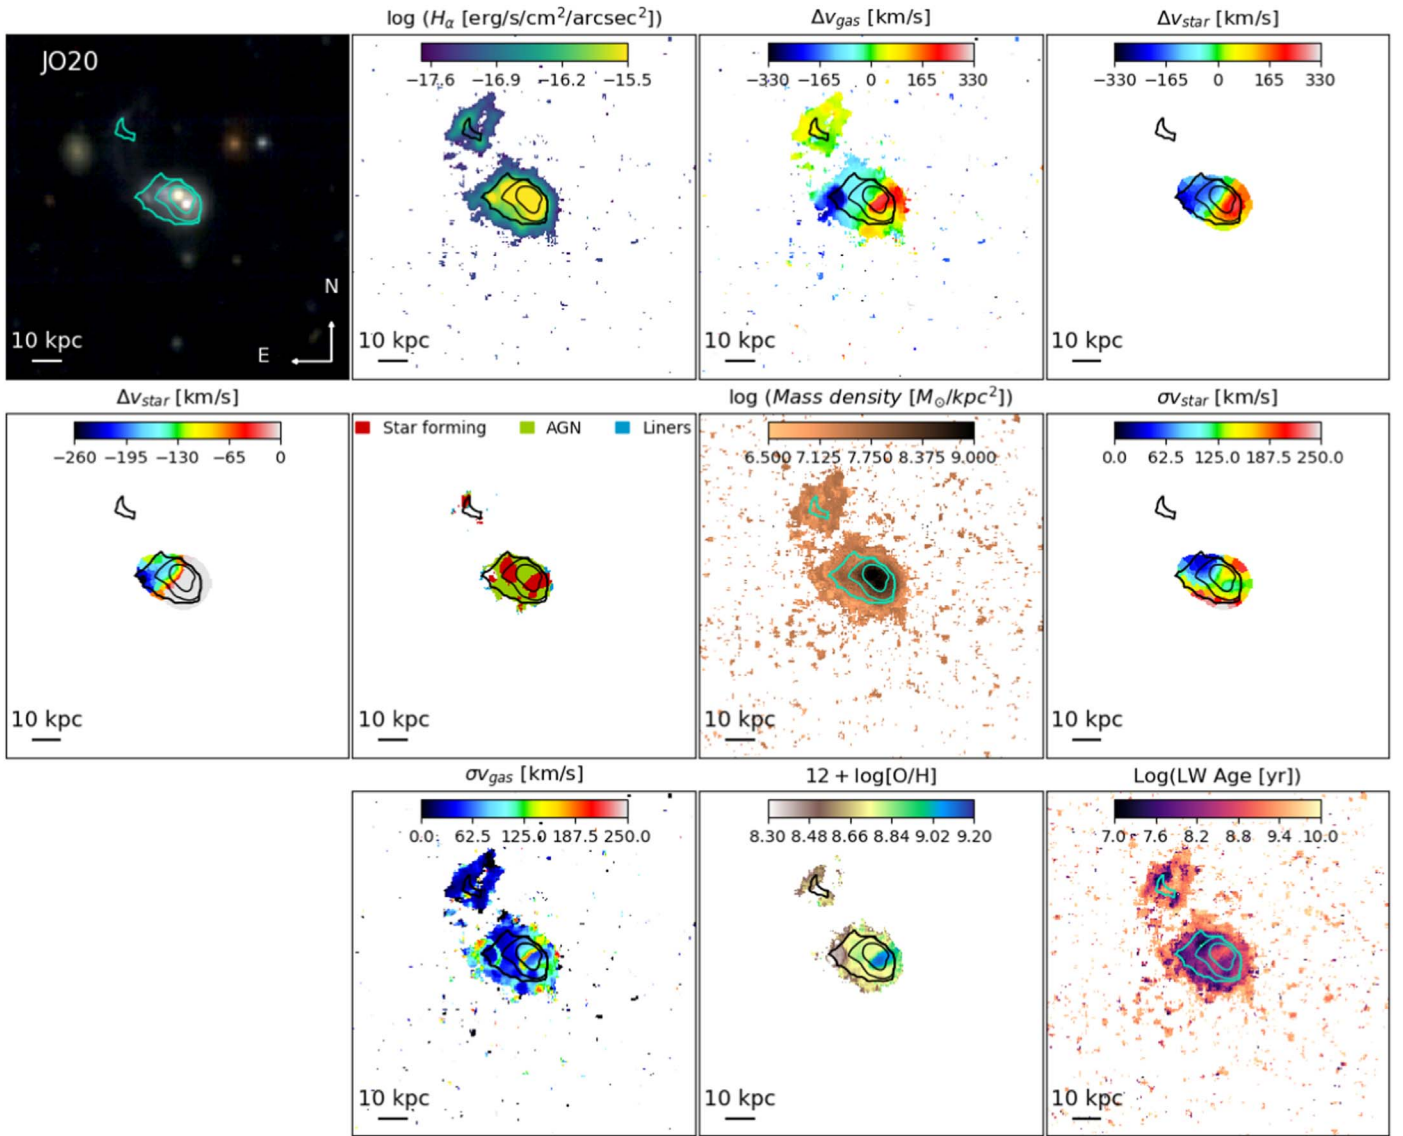 log (Hα [erg/s/cm²/arcsec²])
Δv_gas [km/s]
Δv_star [km/s]
JO20
−17.6 −16.9 −16.2 −15.5
−330 −165 0 165 330
−330 −165 0 165 330
N
E
10 kpc
10 kpc
10 kpc
10 kpc
Δv_star [km/s]
log (Mass density [M⊙/kpc²])
σv_star [km/s]
−260 −195 −130 −65 0
Star forming AGN Liners
6.500 7.125 7.750 8.375 9.000
0.0 62.5 125.0 187.5 250.0
10 kpc
10 kpc
10 kpc
10 kpc
σv_gas [km/s]
12 + log[O/H]
Log(LW Age [yr])
0.0 62.5 125.0 187.5 250.0
8.30 8.48 8.66 8.84 9.02 9.20
7.0 7.6 8.2 8.8 9.4 10.0
10 kpc
10 kpc
10 kpc